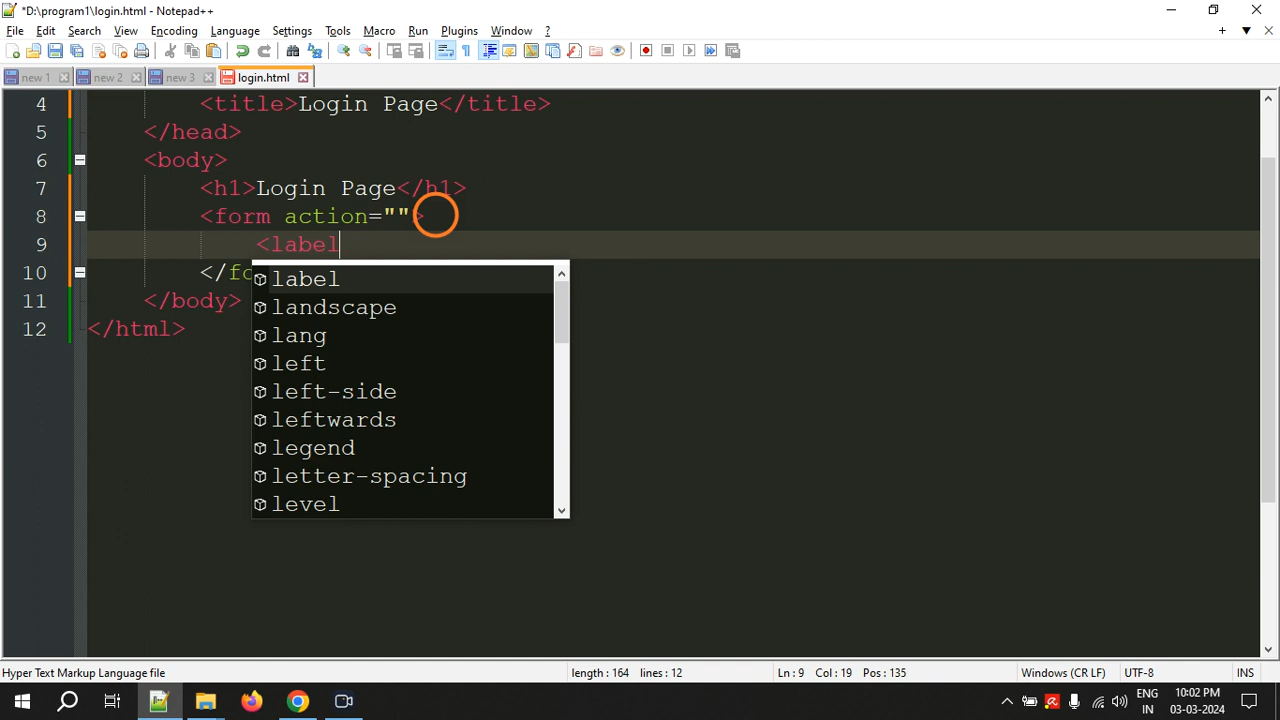 *D:\program1\login.html - Notepad++
File Edit Search View Encoding Language Settings Tools Macro Run Plugins Window ?
new 1 new 2 new 3 login.html
4 <title>Login Page</title>
5 </head>
6 <body>
7 <h1>Login Page</h1>
8 <form action="">
9 <label
10 </fo
11 </body>
12 </html>
label
landscape
lang
left
left-side
leftwards
legend
letter-spacing
level
Hyper Text Markup Language file length : 164 lines : 12 Ln : 9 Col : 19 Pos : 135 Windows (CR LF) UTF-8 INS
ENG 10:02 PM
IN 03-03-2024